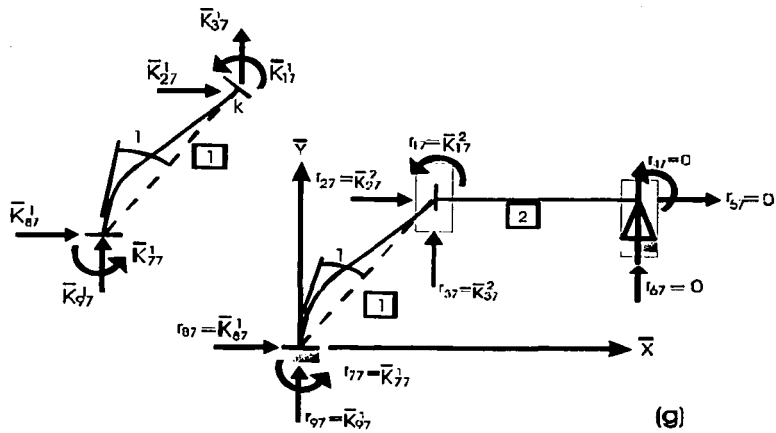 K̄¹₃₇
K̄¹₂₇
K̄¹₁₇
k
1
1
K̄¹₈₇
K̄¹₇₇
K̄¹₉₇
Ȳ
r₁₇=K̄²₁₇
r₂₇=K̄²₂₇
r₃₇=K̄²₃₇
2
r₄₇=0
r₅₇=0
r₆₇=0
1
1
r₈₇=K̄¹₈₇
X̄
r₇₇=K̄¹₇₇
r₉₇=K̄¹₉₇
(g)